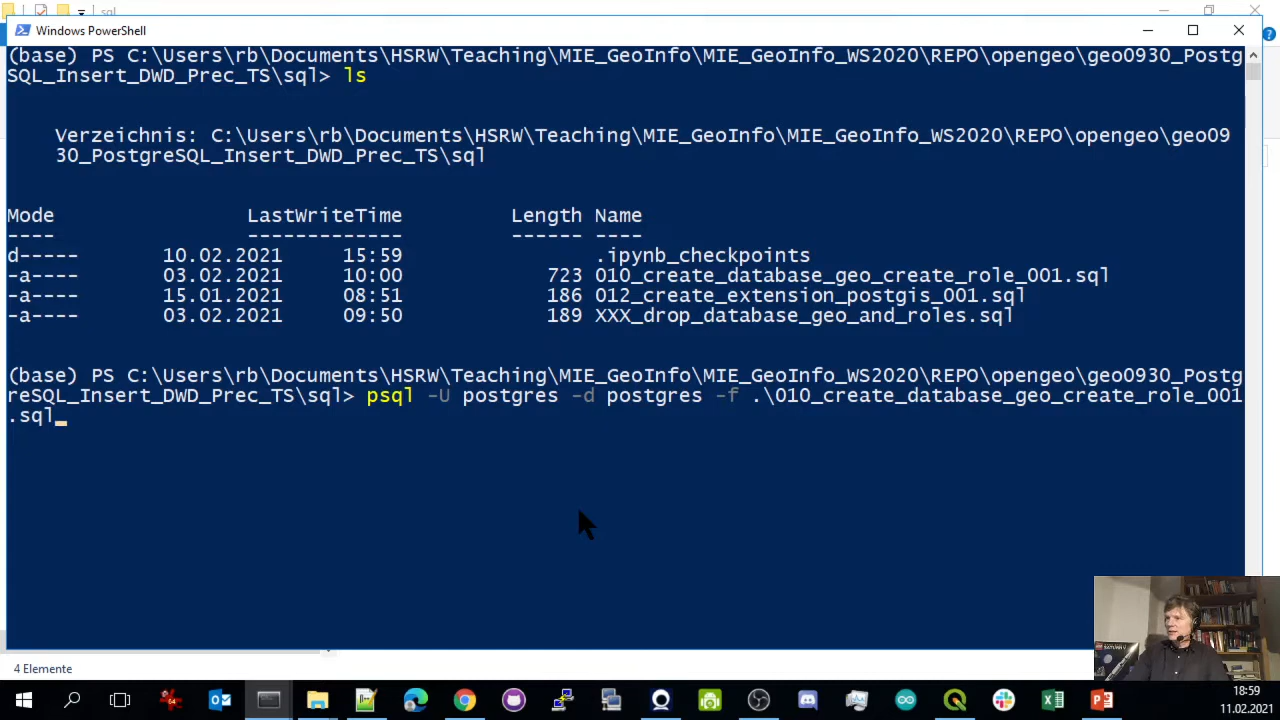 sql
Windows PowerShell
(base) PS C:\Users\rb\Documents\HSRW\Teaching\MIE_GeoInfo\MIE_GeoInfo_WS2020\REPO\opengeo\geo0930_Postg
SQL_Insert_DWD_Prec_TS\sql> ls
Verzeichnis: C:\Users\rb\Documents\HSRW\Teaching\MIE_GeoInfo\MIE_GeoInfo_WS2020\REPO\opengeo\geo09
30_PostgreSQL_Insert_DWD_Prec_TS\sql
Mode LastWriteTime Length Name
---- ------------- ------ ----
d----- 10.02.2021 15:59 .ipynb_checkpoints
-a---- 03.02.2021 10:00 723 010_create_database_geo_create_role_001.sql
-a---- 15.01.2021 08:51 186 012_create_extension_postgis_001.sql
-a---- 03.02.2021 09:50 189 XXX_drop_database_geo_and_roles.sql
(base) PS C:\Users\rb\Documents\HSRW\Teaching\MIE_GeoInfo\MIE_GeoInfo_WS2020\REPO\opengeo\geo0930_Postg
reSQL_Insert_DWD_Prec_TS\sql> psql -U postgres -d postgres -f .\010_create_database_geo_create_role_001
.sql
4 Elemente
64
18:59
11.02.2021